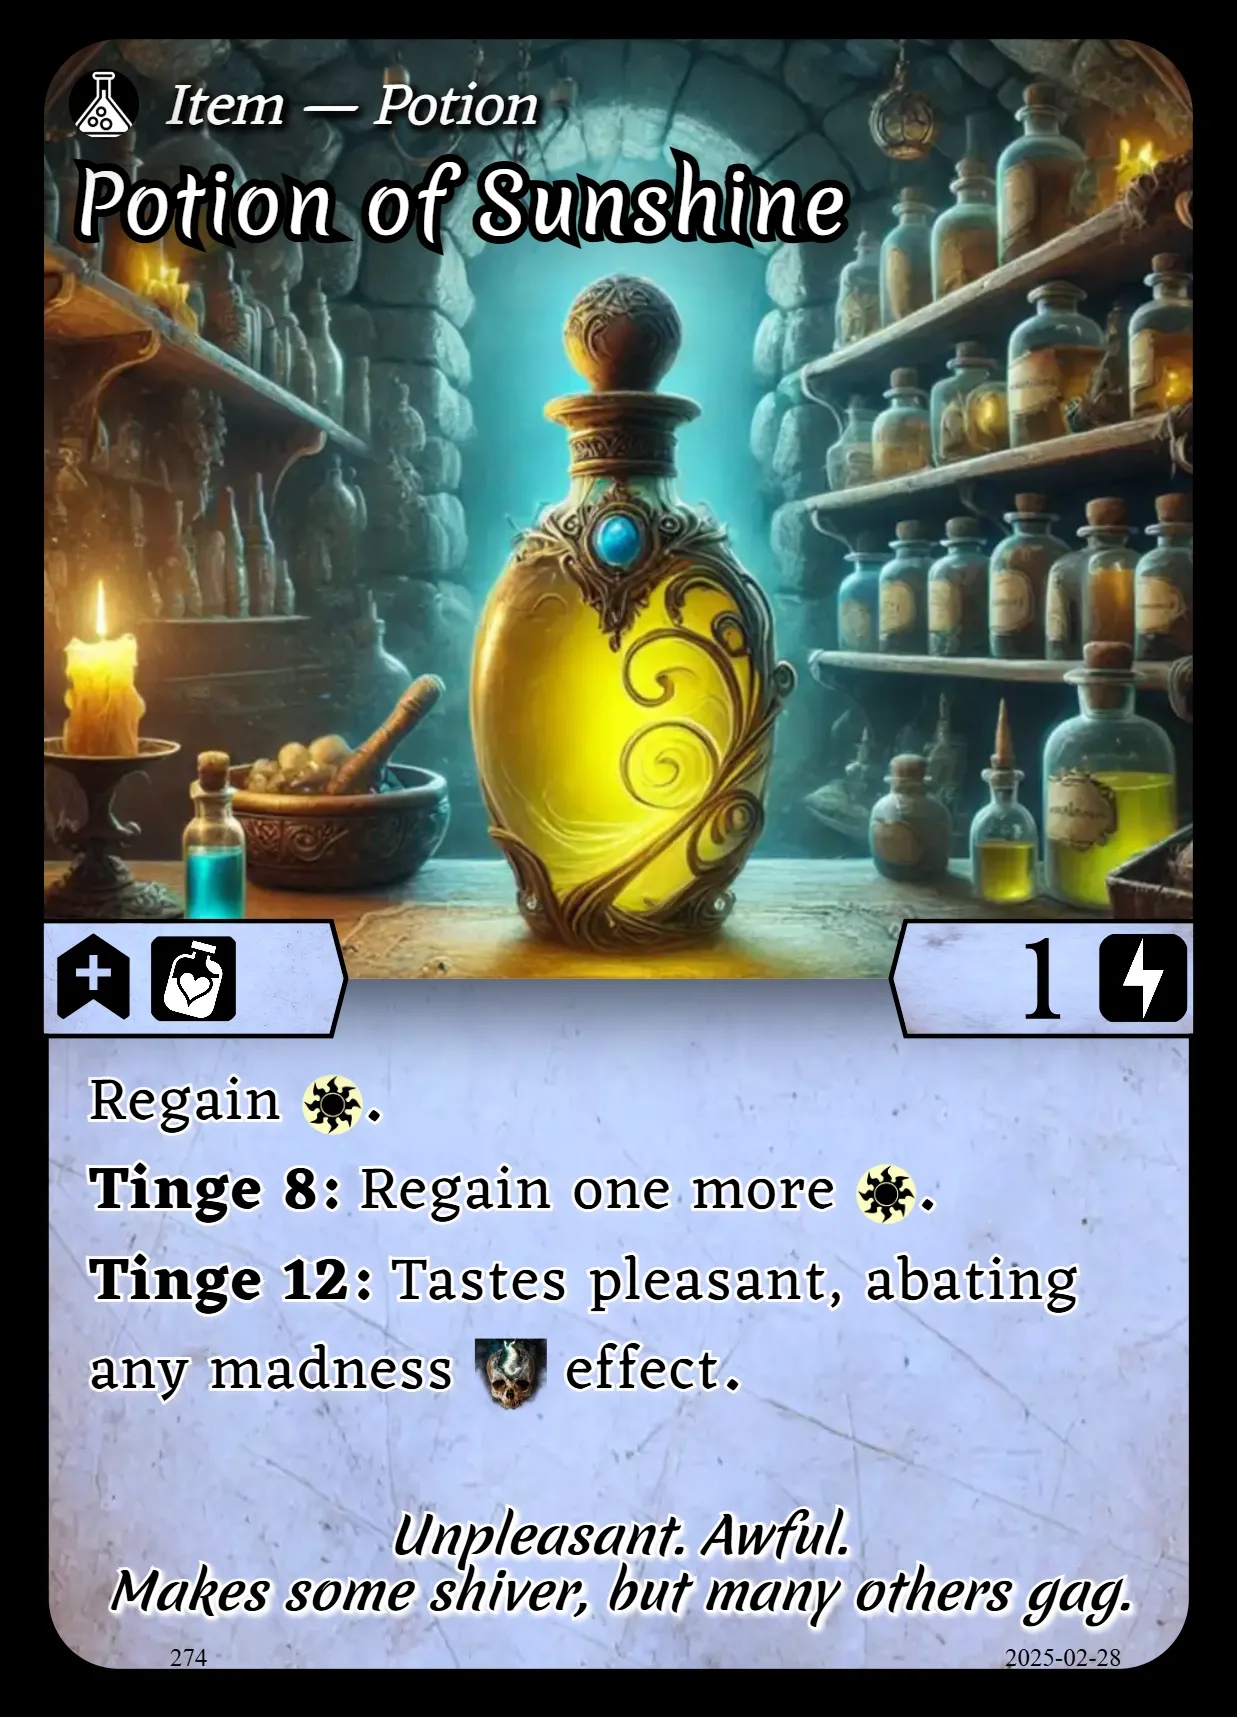 Item — Potion
Potion of Sunshine
1
Regain .
Tinge 8: Regain one more .
Tinge 12: Tastes pleasant, abating
any madness effect.
Unpleasant. Awful.
Makes some shiver, but many others gag.
274
2025-02-28